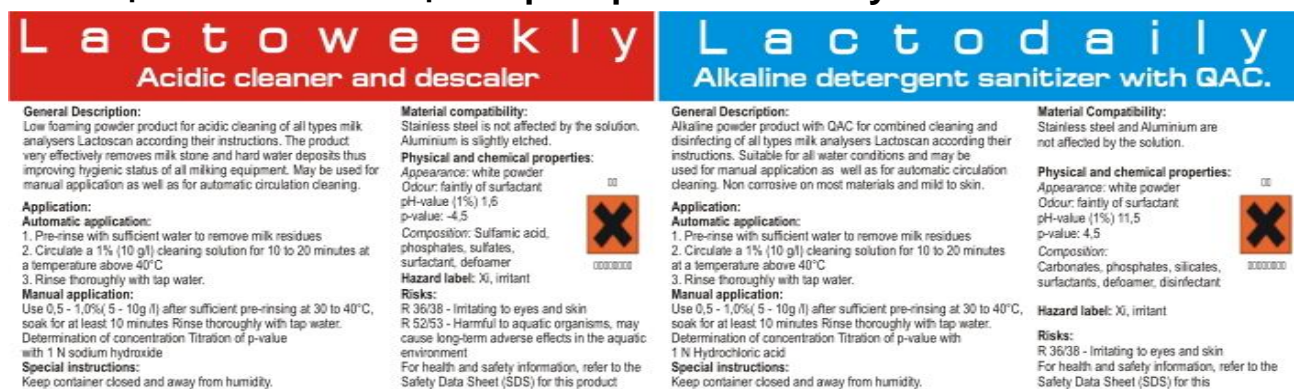 Lactoweekly
Acidic cleaner and descaler
General Description:
Low foaming powder product for acidic cleaning of all types milk
analysers Lactoscan according their instructions. The product
very effectively removes milk stone and hard water deposits thus
improving hygienic status of all milking equipment. May be used for
manual application as well as for automatic circulation cleaning.
Application:
Automatic application:
1. Pre-rinse with sufficient water to remove milk residues
2. Circulate a 1% (10 g/l) cleaning solution for 10 to 20 minutes at
a temperature above 40°C
3. Rinse thoroughly with tap water.
Manual application:
Use 0,5 - 1,0%( 5 - 10g /l) after sufficient pre-rinsing at 30 to 40°C,
soak for at least 10 minutes Rinse thoroughly with tap water.
Determination of concentration Titration of p-value
with 1 N sodium hydroxide
Special instructions:
Keep container closed and away from humidity.
Material compatibility:
Stainless steel is not affected by the solution.
Aluminium is slightly etched.
Physical and chemical properties:
Appearance: white powder
Odour: faintly of surfactant
pH-value (1%) 1,6
p-value: -4,5
Composition: Sulfamic acid,
phosphates, sulfates,
surfactant, defoamer
Hazard label: Xi, irritant
Risks:
R 36/38 - Irritating to eyes and skin
R 52/53 - Harmful to aquatic organisms, may
cause long-term adverse effects in the aquatic
environment
For health and safety information, refer to the
Safety Data Sheet (SDS) for this product
Lactodaily
Alkaline detergent sanitizer with QAC.
General Description:
Alkaline powder product with QAC for combined cleaning and
disinfecting of all types milk analysers Lactoscan according their
instructions. Suitable for all water conditions and may be
used for manual application as well as for automatic circulation
cleaning. Non corrosive on most materials and mild to skin.
Application:
Automatic application:
1. Pre-rinse with sufficient water to remove milk residues
2. Circulate a 1% (10 g/l) cleaning solution for 10 to 20 minutes
at a temperature above 40°C
3. Rinse thoroughly with tap water.
Manual application:
Use 0,5 - 1,0%( 5 - 10g /l) after sufficient pre-rinsing at 30 to 40°C,
soak for at least 10 minutes Rinse thoroughly with tap water.
Determination of concentration Titration of p-value with
1 N Hydrochloric acid
Special instructions:
Keep container closed and away from humidity.
Material Compatibility:
Stainless steel and Aluminium are
not affected by the solution.
Physical and chemical properties:
Appearance: white powder
Odour: faintly of surfactant
pH-value (1%) 11,5
p-value: 4,5
Composition:
Carbonates, phosphates, silicates,
surfactants, defoamer, disinfectant
Hazard label: Xi, irritant
Risks:
R 36/38 - Irritating to eyes and skin
For health and safety information, refer to the
Safety Data Sheet (SDS) for this